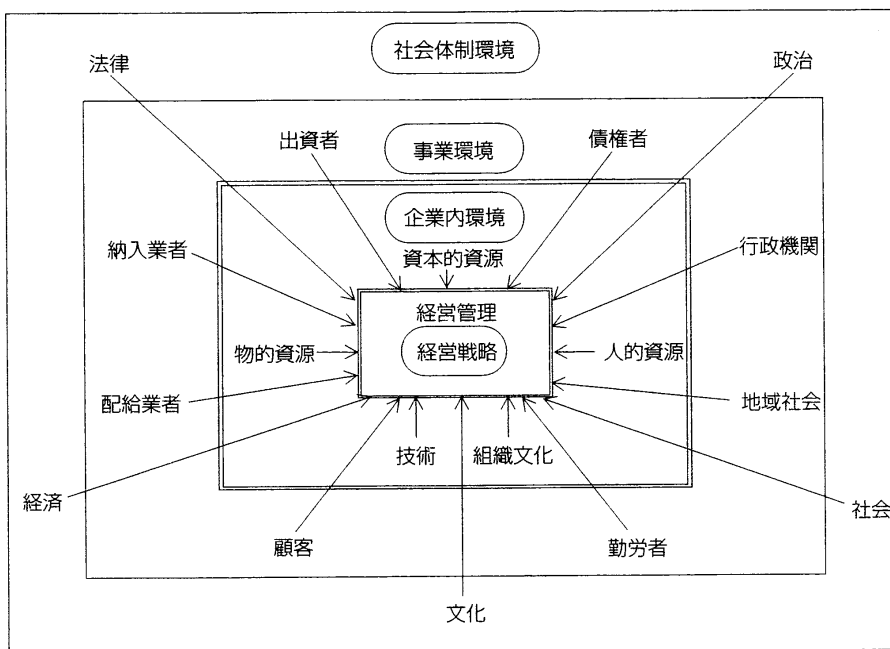 社会体制環境
法律
政治
出資者
事業環境
債権者
企業内環境
納入業者
資本的資源
行政機関
経営管理
物的資源
経営戦略
人的資源
配給業者
地域社会
技術
組織文化
経済
社会
顧客
勤労者
文化